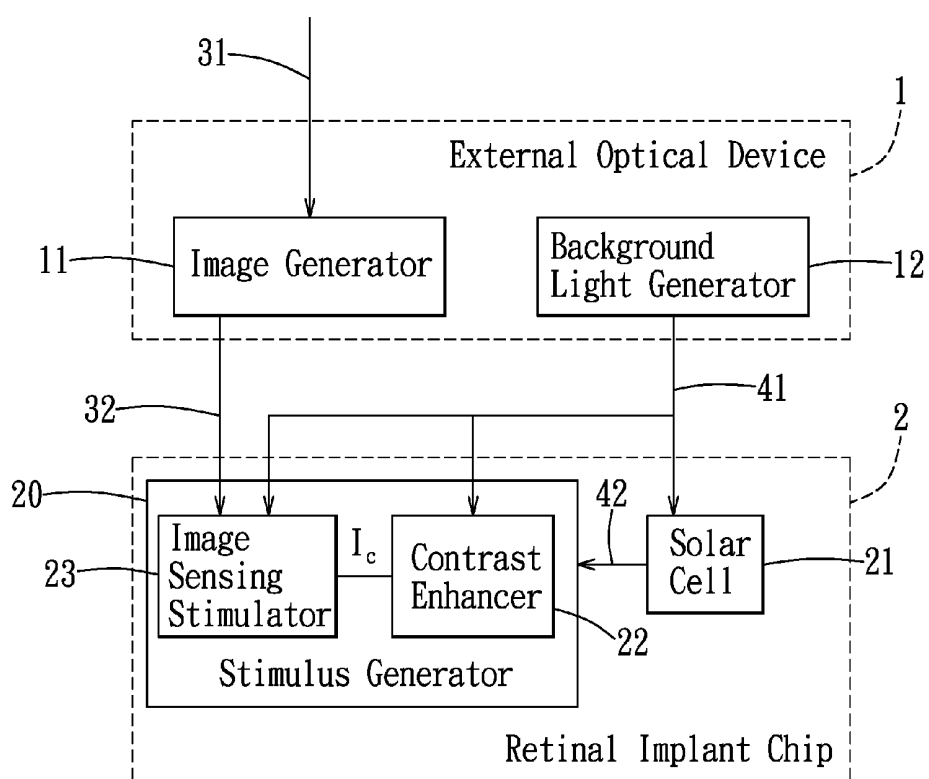 31
1
External Optical Device
11
Image Generator
Background
Light Generator
12
32
41
2
20
42
Image
Sensing
Stimulator
23
Ic
Contrast
Enhancer
22
Solar
Cell
21
Stimulus Generator
Retinal Implant Chip